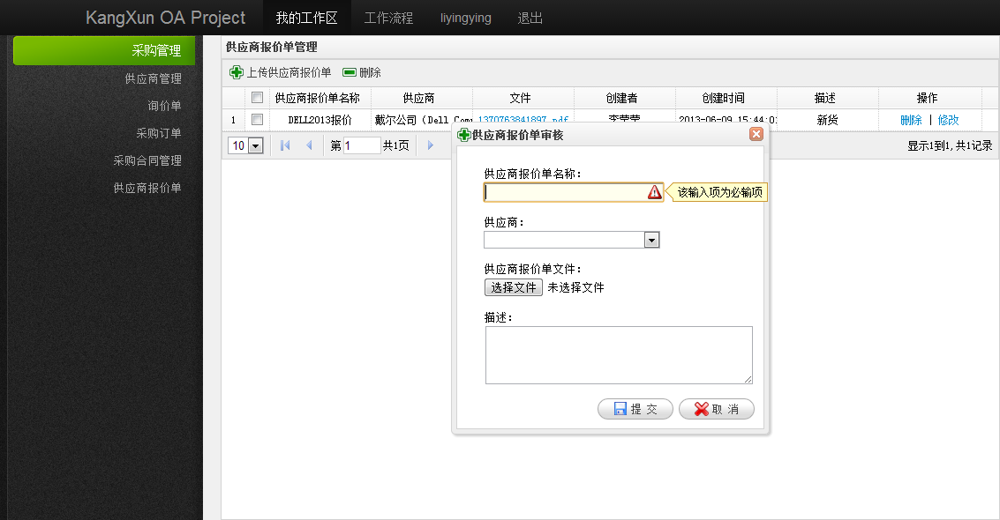 KangXun OA Project 我的工作区 工作流程 liyingying 退出
采购管理
供应商管理
询价单
采购订单
采购合同管理
供应商报价单
供应商报价单管理
上传供应商报价单 删除
供应商报价单名称 供应商 文件 创建者 创建时间 描述 操作
1 DELL2013报价 戴尔公司 (Dell Com 1370763841897.pdf 李荣荣 2013-06-09 15:44:0 新货 删除 | 修改
10 第 1 共1页 显示1到1,共1记录
供应商报价单审核
供应商报价单名称:
该输入项为必输项
供应商:
供应商报价单文件:
选择文件 未选择文件
描述:
提 交 取 消